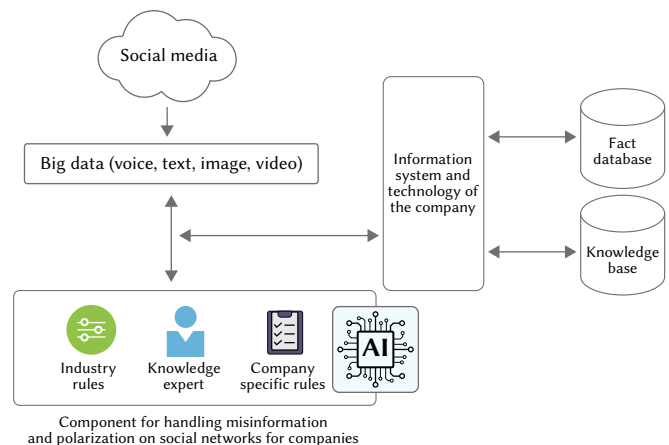 Social media
Big data (voice, text, image, video)
Information
system and
technology of
the company
Fact
database
Knowledge
base
Industry
rules
Knowledge
expert
Company
specific rules
AI
Component for handling misinformation
and polarization on social networks for companies